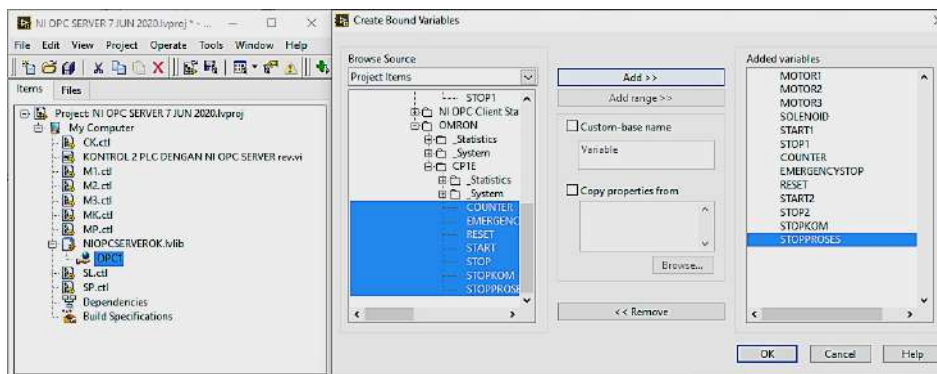 NI OPC SERVER 7 JUN 2020.lvproj * - ...
File Edit View Project Operate Tools Window Help
Items Files
Project: NI OPC SERVER 7 JUN 2020.lvproj
My Computer
CK.ctl
KONTROL 2 PLC DENGAN NI OPC SERVER rev.vi
M1.ctl
M2.ctl
M3.ctl
MK.ctl
MP.ctl
NIOPCSERVEROK.lvlib
OPC1
SL.ctl
SP.ctl
Dependencies
Build Specifications
Create Bound Variables
Browse Source
Project Items
STOP1
NI OPC Client Sta
OMRON
_Statistics
_System
CP1E
_Statistics
_System
COUNTER
EMERGENC
RESET
START
STOP
STOPKOM
STOPPROSE
Add >>
Add range >>
Custom-base name
Variable
Copy properties from
Browse...
<< Remove
Added variables
MOTOR1
MOTOR2
MOTOR3
SOLENOID
START1
STOP1
COUNTER
EMERGENCYSTOP
RESET
START2
STOP2
STOPKOM
STOPPROSES
OK Cancel Help